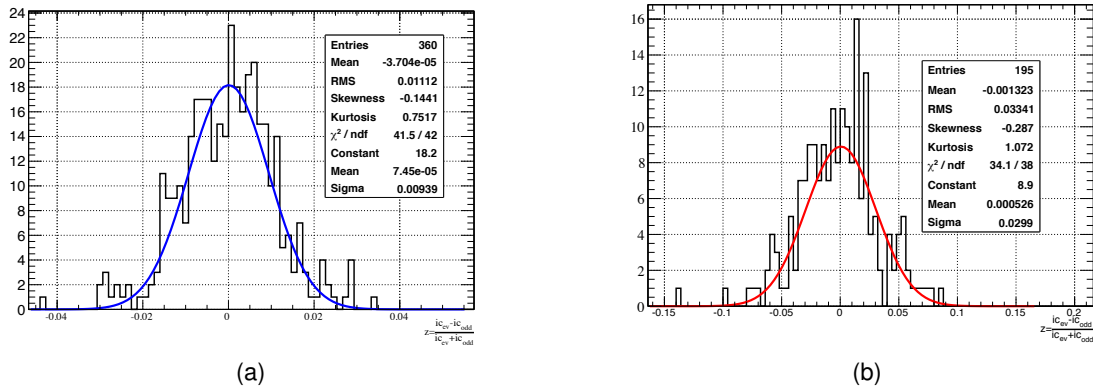 24
22
20
18
16
14
12
10
8
6
4
2
0
-0.04 -0.02 0 0.02 0.04
z=(ic_ev-ic_odd)/(ic_ev+ic_odd)
Entries 360
Mean -3.704e-05
RMS 0.01112
Skewness -0.1441
Kurtosis 0.7517
χ² / ndf 41.5 / 42
Constant 18.2
Mean 7.45e-05
Sigma 0.00939
(a)
16
14
12
10
8
6
4
2
0
-0.15 -0.1 -0.05 0 0.05 0.1 0.15 0.2
z=(ic_ev-ic_odd)/(ic_ev+ic_odd)
Entries 195
Mean -0.001323
RMS 0.03341
Skewness -0.287
Kurtosis 1.072
χ² / ndf 34.1 / 38
Constant 8.9
Mean 0.000526
Sigma 0.0299
(b)